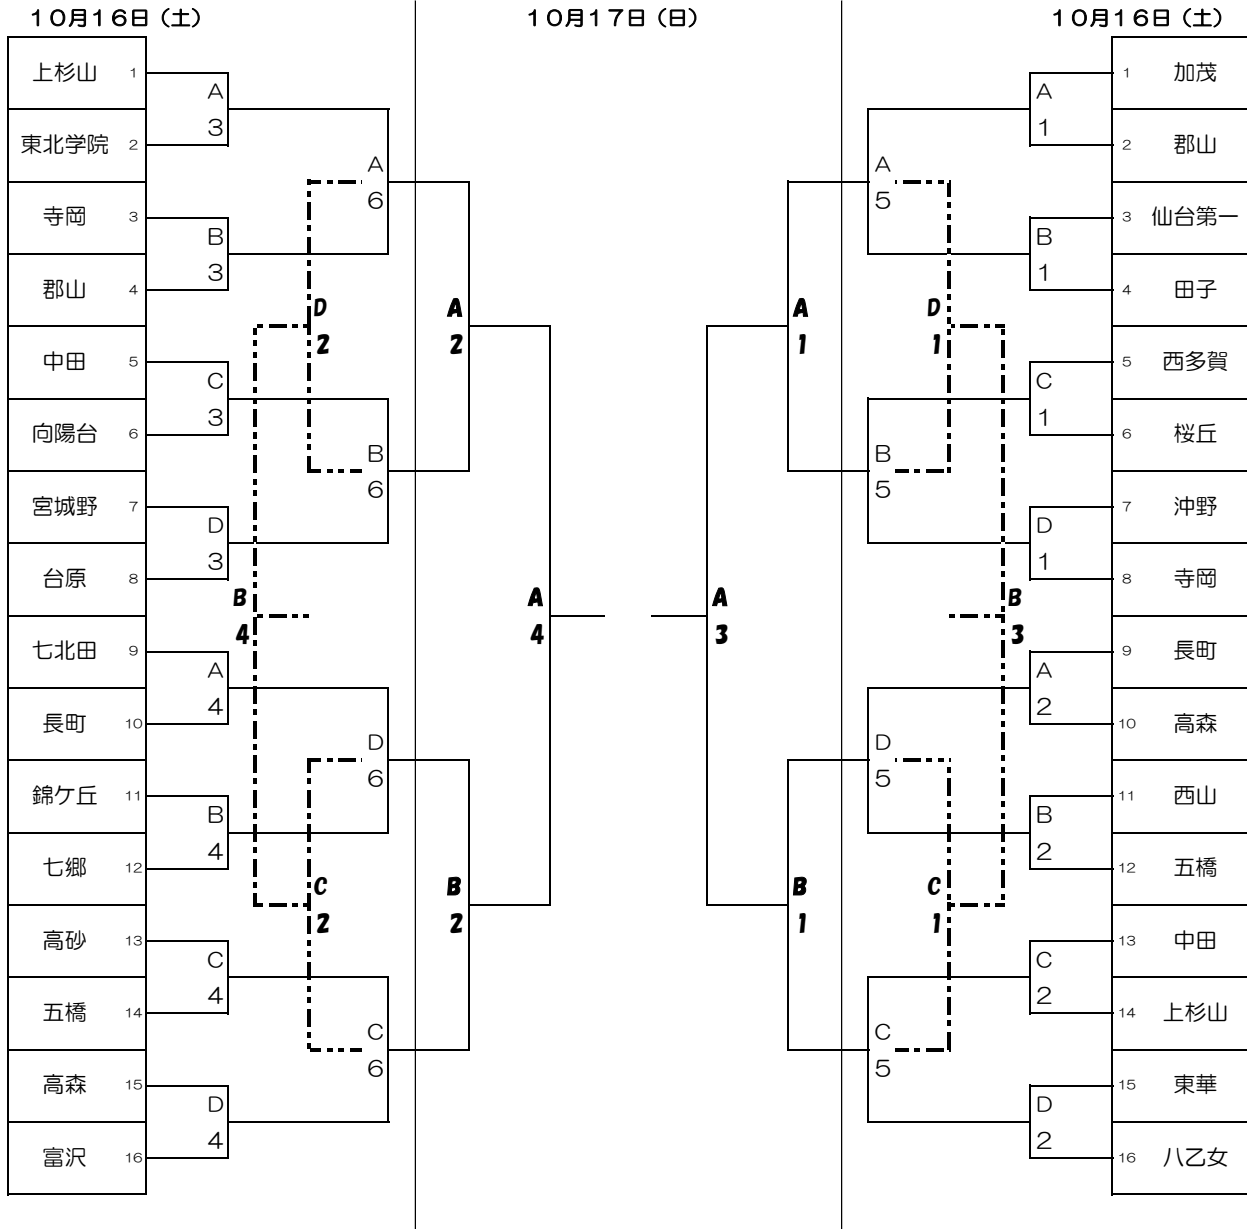 10月16日（土） 10月17日（日） 10月16日（土）
上杉山 1 1 加茂
A A
3 1
東北学院 2 2 郡山
A A
6 5
寺岡 3 3 仙台第一
B B
3 1
郡山 4 4 田子
D A A D
2 2 1 1
中田 5 5 西多賀
C C
3 1
向陽台 6 6 桜丘
B B
6 5
宮城野 7 7 沖野
D D
3 1
台原 8 8 寺岡
B A A B
4 4 3 3
七北田 9 9 長町
A A
4 2
長町 10 10 高森
D D
6 5
錦ケ丘 11 11 西山
B B
4 2
七郷 12 12 五橋
C B B C
2 2 1 1
高砂 13 13 中田
C C
4 2
五橋 14 14 上杉山
C C
6 5
高森 15 15 東華
D D
4 2
富沢 16 16 八乙女